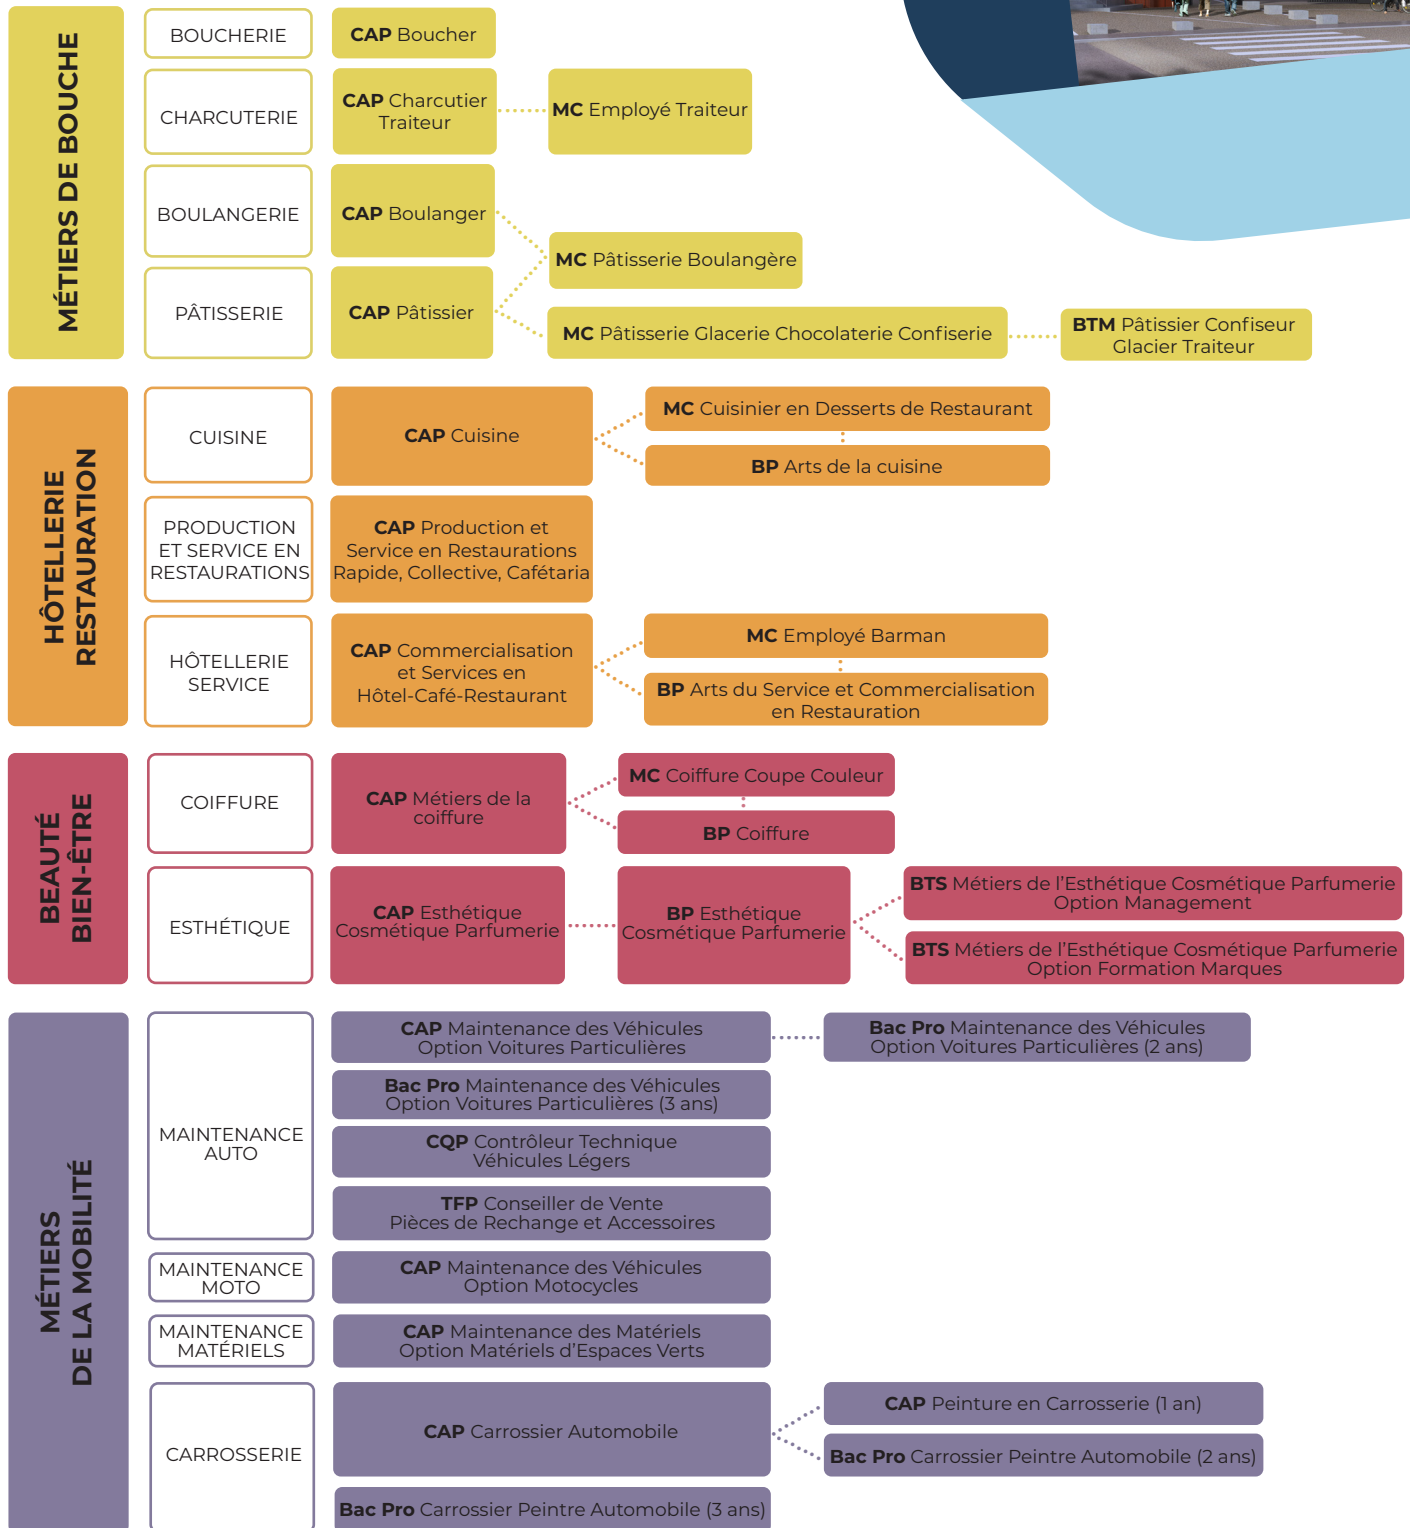 MÉTIERS DE BOUCHE
BOUCHERIE
CAP Boucher
CHARCUTERIE
CAP Charcutier
Traiteur
MC Employé Traiteur
BOULANGERIE
CAP Boulanger
MC Pâtisserie Boulangère
PÂTISSERIE
CAP Pâtissier
MC Pâtisserie Glacerie Chocolaterie Confiserie
BTM Pâtissier Confiseur
Glacier Traiteur
HÔTELLERIE
RESTAURATION
CUISINE
CAP Cuisine
MC Cuisinier en Desserts de Restaurant
BP Arts de la cuisine
PRODUCTION
ET SERVICE EN
RESTAURATIONS
CAP Production et
Service en Restaurations
Rapide, Collective, Cafétaria
HÔTELLERIE
SERVICE
CAP Commercialisation
et Services en
Hôtel-Café-Restaurant
MC Employé Barman
BP Arts du Service et Commercialisation
en Restauration
BEAUTÉ
BIEN-ÊTRE
COIFFURE
CAP Métiers de la
coiffure
MC Coiffure Coupe Couleur
BP Coiffure
ESTHÉTIQUE
CAP Esthétique
Cosmétique Parfumerie
BP Esthétique
Cosmétique Parfumerie
BTS Métiers de l'Esthétique Cosmétique Parfumerie
Option Management
BTS Métiers de l'Esthétique Cosmétique Parfumerie
Option Formation Marques
MÉTIERS
DE LA MOBILITÉ
MAINTENANCE
AUTO
CAP Maintenance des Véhicules
Option Voitures Particulières
Bac Pro Maintenance des Véhicules
Option Voitures Particulières (2 ans)
Bac Pro Maintenance des Véhicules
Option Voitures Particulières (3 ans)
CQP Contrôleur Technique
Véhicules Légers
TFP Conseiller de Vente
Pièces de Rechange et Accessoires
MAINTENANCE
MOTO
CAP Maintenance des Véhicules
Option Motocycles
MAINTENANCE
MATÉRIELS
CAP Maintenance des Matériels
Option Matériels d'Espaces Verts
CARROSSERIE
CAP Carrossier Automobile
CAP Peinture en Carrosserie (1 an)
Bac Pro Carrossier Peintre Automobile (2 ans)
Bac Pro Carrossier Peintre Automobile (3 ans)